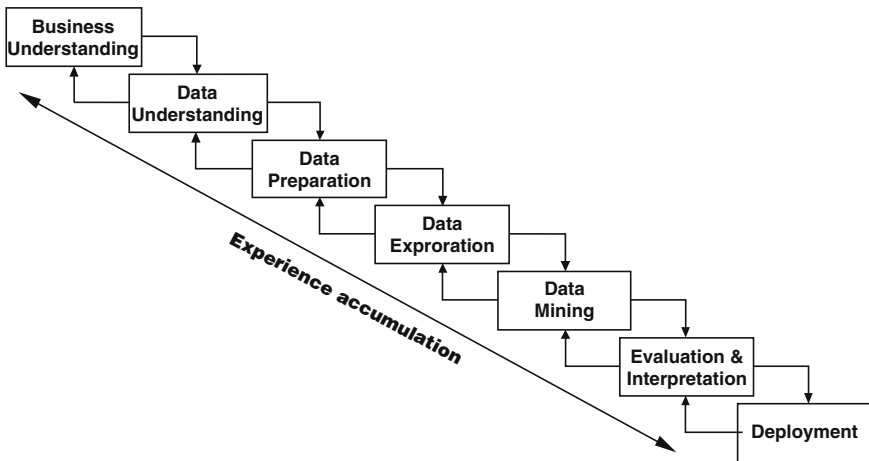 Business
Understanding
Data
Understanding
Data
Preparation
Data
Exproration
Data
Mining
Evaluation &
Interpretation
Deployment
Experience accumulation